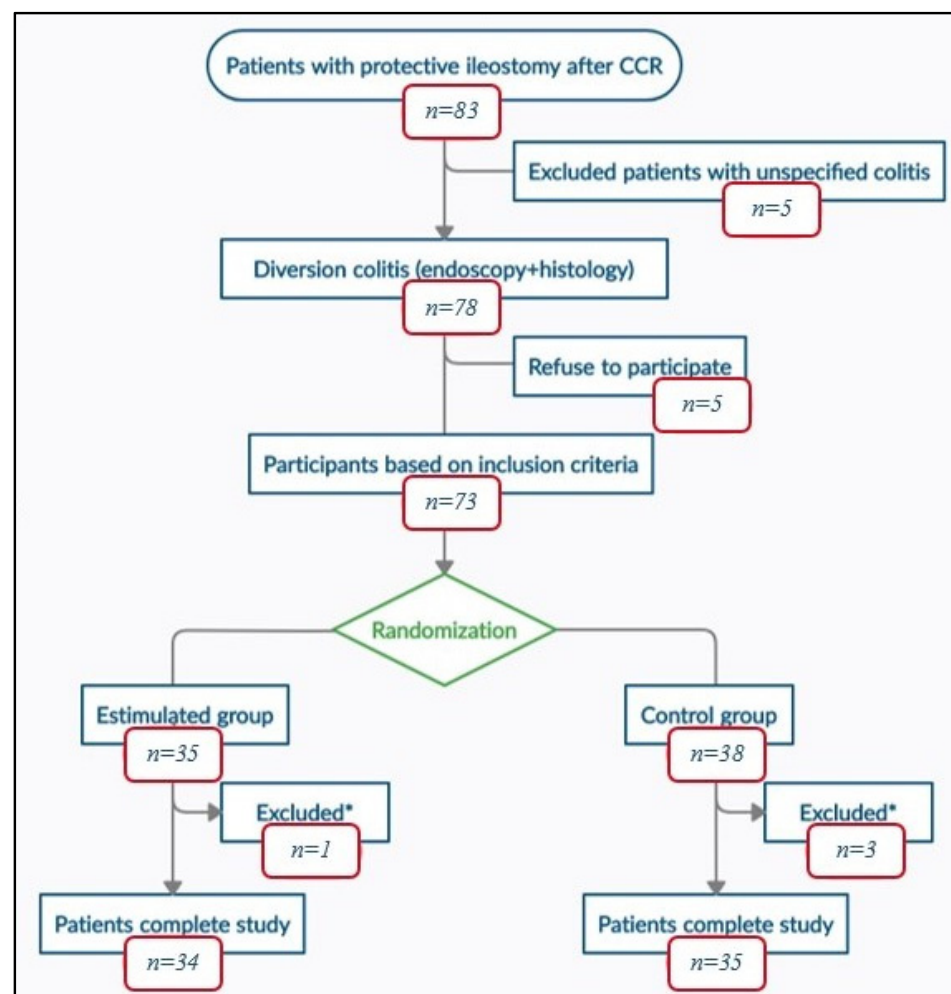 Patients with protective ileostomy after CCR
n=83
Excluded patients with unspecified colitis
n=5
Diversion colitis (endoscopy+histology)
n=78
Refuse to participate
n=5
Participants based on inclusion criteria
n=73
Randomization
Estimulated group
n=35
Control group
n=38
Excluded*
n=1
Excluded*
n=3
Patients complete study
n=34
Patients complete study
n=35